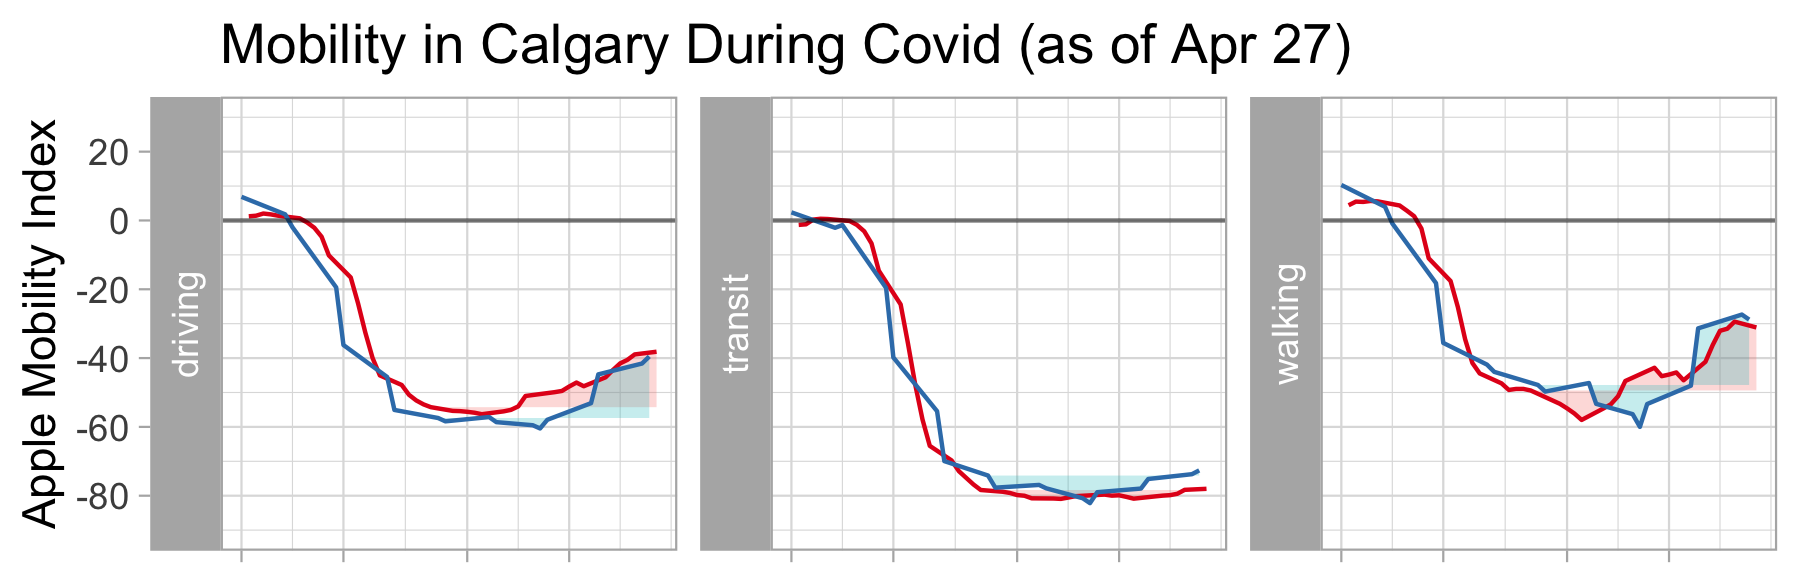 Mobility in Calgary During Covid (as of Apr 27)
Apple Mobility Index
20
0
-20
-40
-60
-80
driving
transit
walking